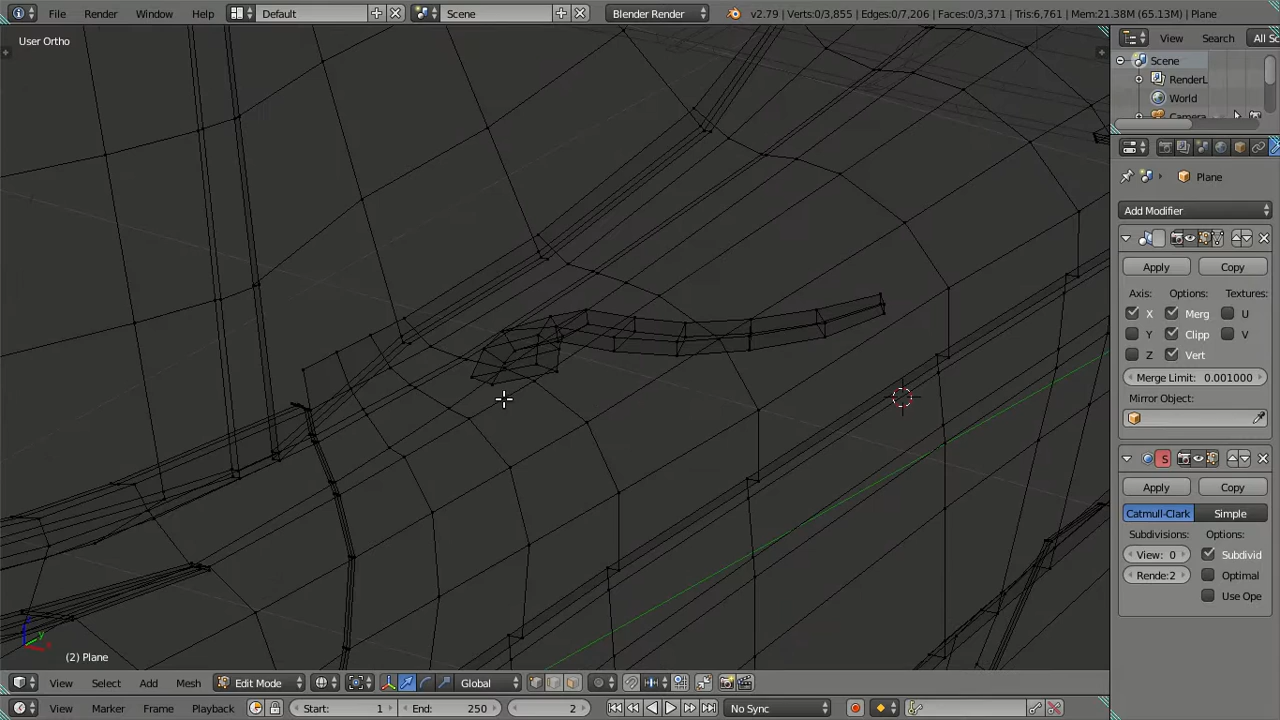 File Render Window Help Default Scene Blender Render v2.79 | Verts:0/3,855 | Edges:0/7,206 | Faces:0/3,371 | Tris:6,761 | Mem:21.38M (65.13M) | Plane
User Ortho
View Search All Sc
Scene
RenderL
World
Camera
Plane
Add Modifier
Apply Copy
Axis: Options: Textures:
X Merg U
Y Clipp V
Z Vert
Merge Limit: 0.001000
Mirror Object:
S
Apply Copy
Catmull-Clark Simple
Subdivisions: Options:
View: 0 Subdivid
Rende: 2 Optimal
Use Ope
z y x
(2) Plane
View Select Add Mesh Edit Mode Global
View Marker Frame Playback Start: 1 End: 250 2 No Sync